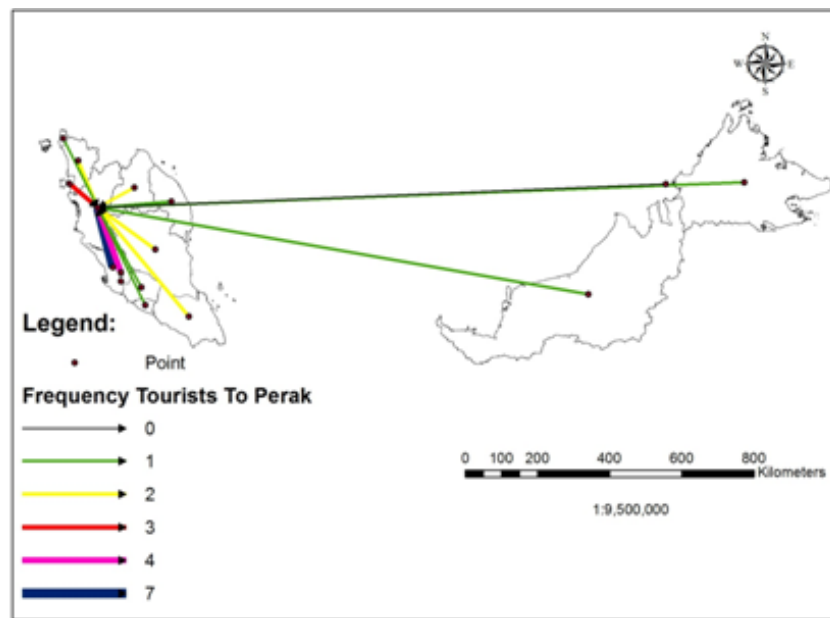 N
W E
S
Legend:
Point
Frequency Tourists To Perak
0
1
2
3
4
7
0 100 200 400 600 800
Kilometers
1:9,500,000